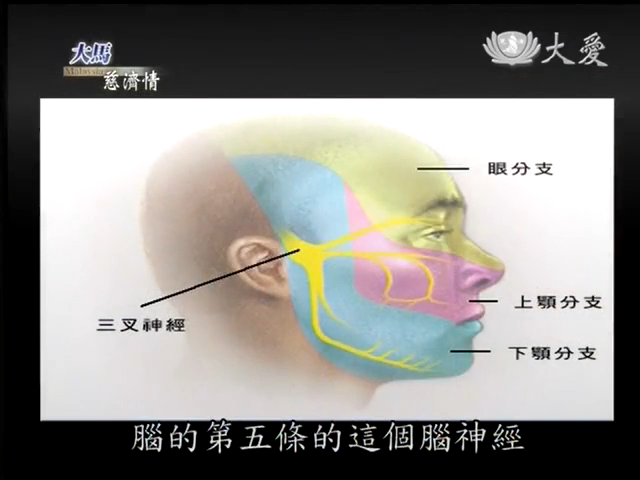 大馬
Malaysia
慈濟情
大愛
眼分支
上顎分支
三叉神經
下顎分支
腦的第五條的這個腦神經